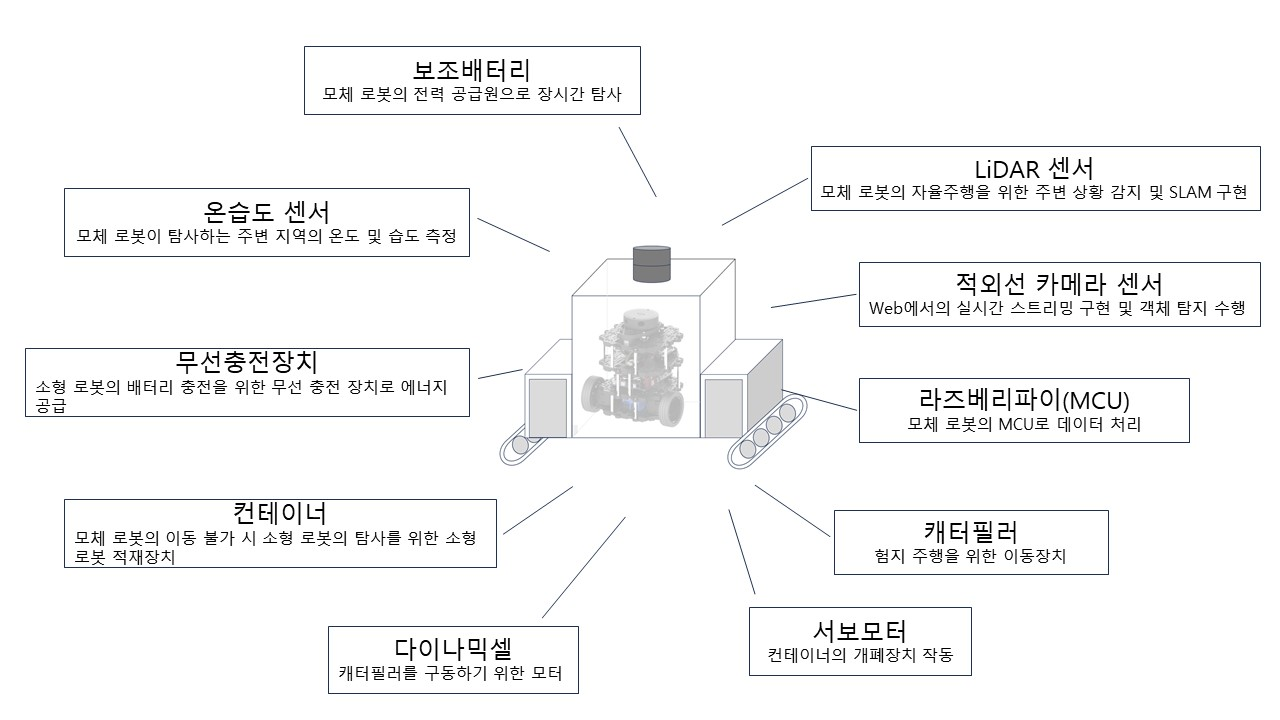 보조배터리
모체 로봇의 전력 공급원으로 장시간 탐사
LiDAR 센서
모체 로봇의 자율주행을 위한 주변 상황 감지 및 SLAM 구현
온습도 센서
모체 로봇이 탐사하는 주변 지역의 온도 및 습도 측정
적외선 카메라 센서
Web에서의 실시간 스트리밍 구현 및 객체 탐지 수행
무선충전장치
소형 로봇의 배터리 충전을 위한 무선 충전 장치로 에너지
공급
라즈베리파이(MCU)
모체 로봇의 MCU로 데이터 처리
컨테이너
모체 로봇의 이동 불가 시 소형 로봇의 탐사를 위한 소형
로봇 적재장치
캐터필러
험지 주행을 위한 이동장치
다이나믹셀
캐터필러를 구동하기 위한 모터
서보모터
컨테이너의 개폐장치 작동